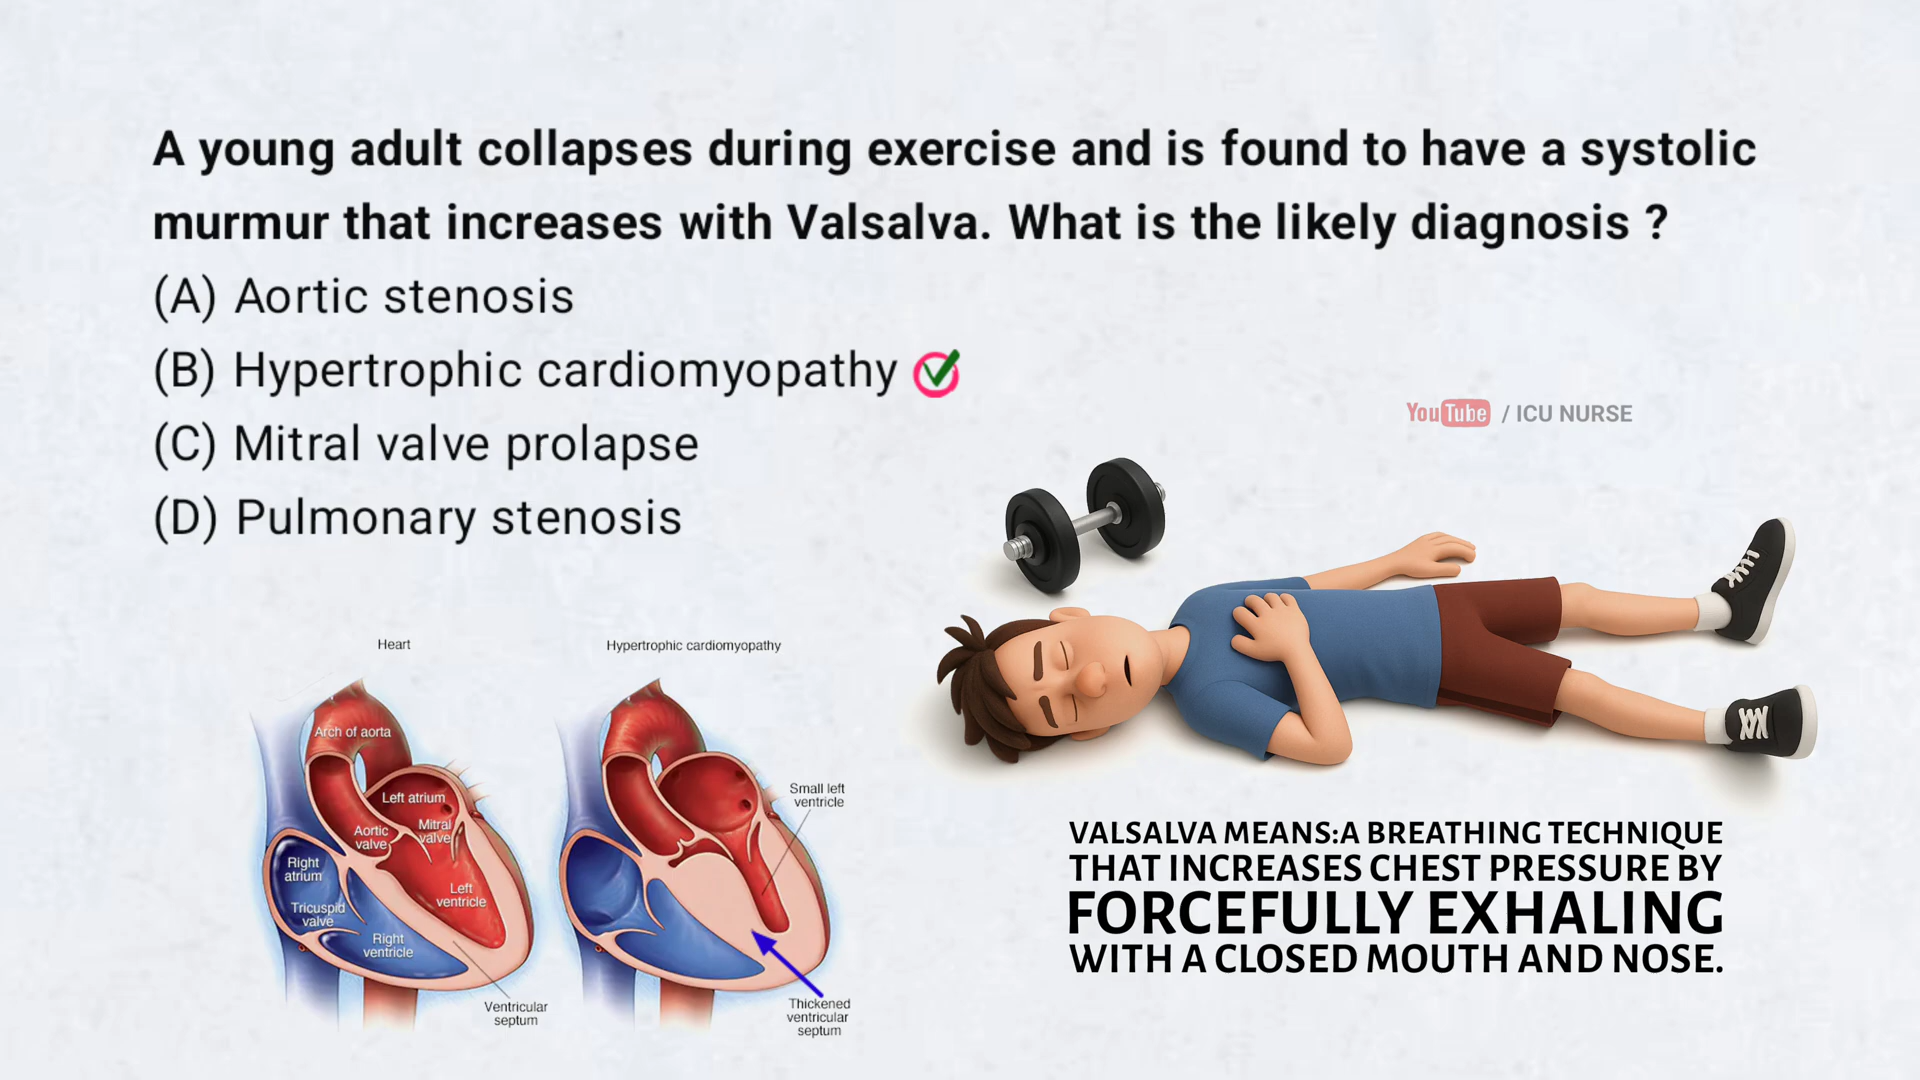 A young adult collapses during exercise and is found to have a systolic
murmur that increases with Valsalva. What is the likely diagnosis ?
(A) Aortic stenosis
(B) Hypertrophic cardiomyopathy
(C) Mitral valve prolapse
(D) Pulmonary stenosis
YouTube / ICU NURSE
Heart
Arch of aorta
Left atrium
Aortic
valve
Mitral
valve
Right
atrium
Left
ventricle
Tricuspid
valve
Right
ventricle
Ventricular
septum
Hypertrophic cardiomyopathy
Small left
ventricle
Thickened
ventricular
septum
VALSALVA MEANS:A BREATHING TECHNIQUE
THAT INCREASES CHEST PRESSURE BY
FORCEFULLY EXHALING
WITH A CLOSED MOUTH AND NOSE.